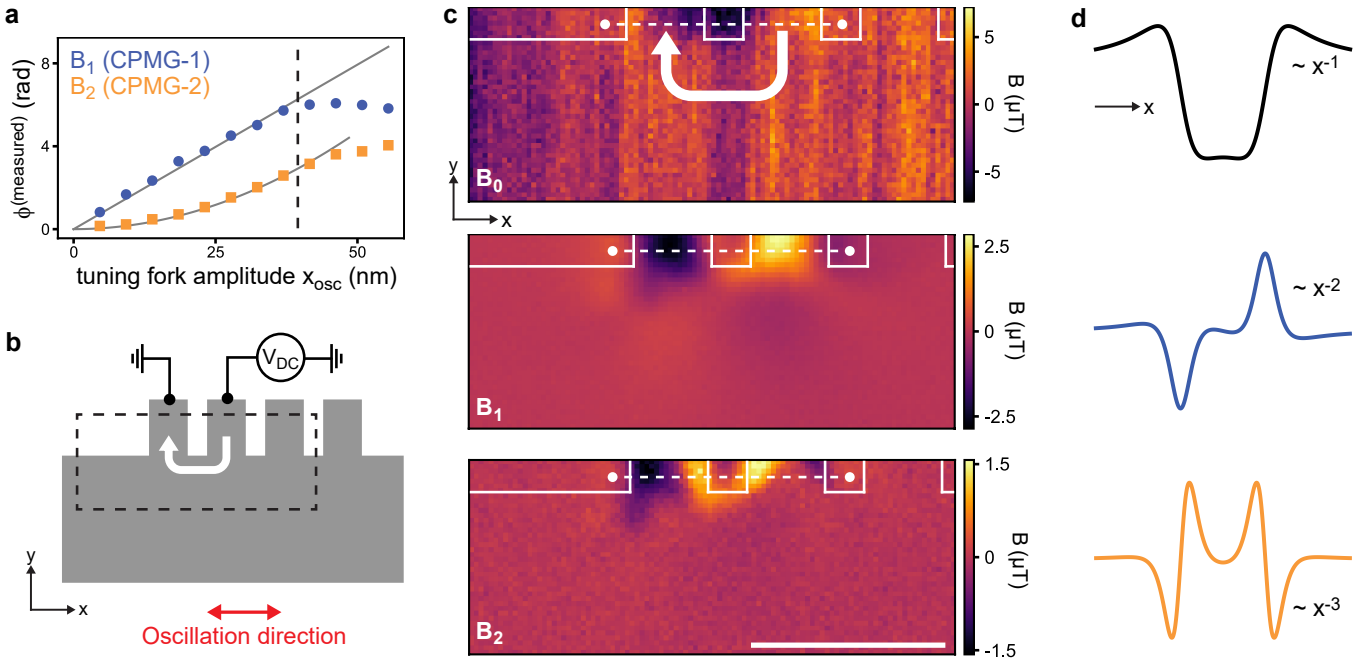 a
B₁ (CPMG-1)
B₂ (CPMG-2)
ϕ(measured) (rad)
8
4
0
0
25
50
tuning fork amplitude x_osc (nm)
b
V_DC
y
x
Oscillation direction
c
B₀
y
x
5
0
-5
B (μT)
B₁
2.5
0
-2.5
B (μT)
B₂
1.5
0
-1.5
B (μT)
d
x
~ x⁻¹
~ x⁻²
~ x⁻³